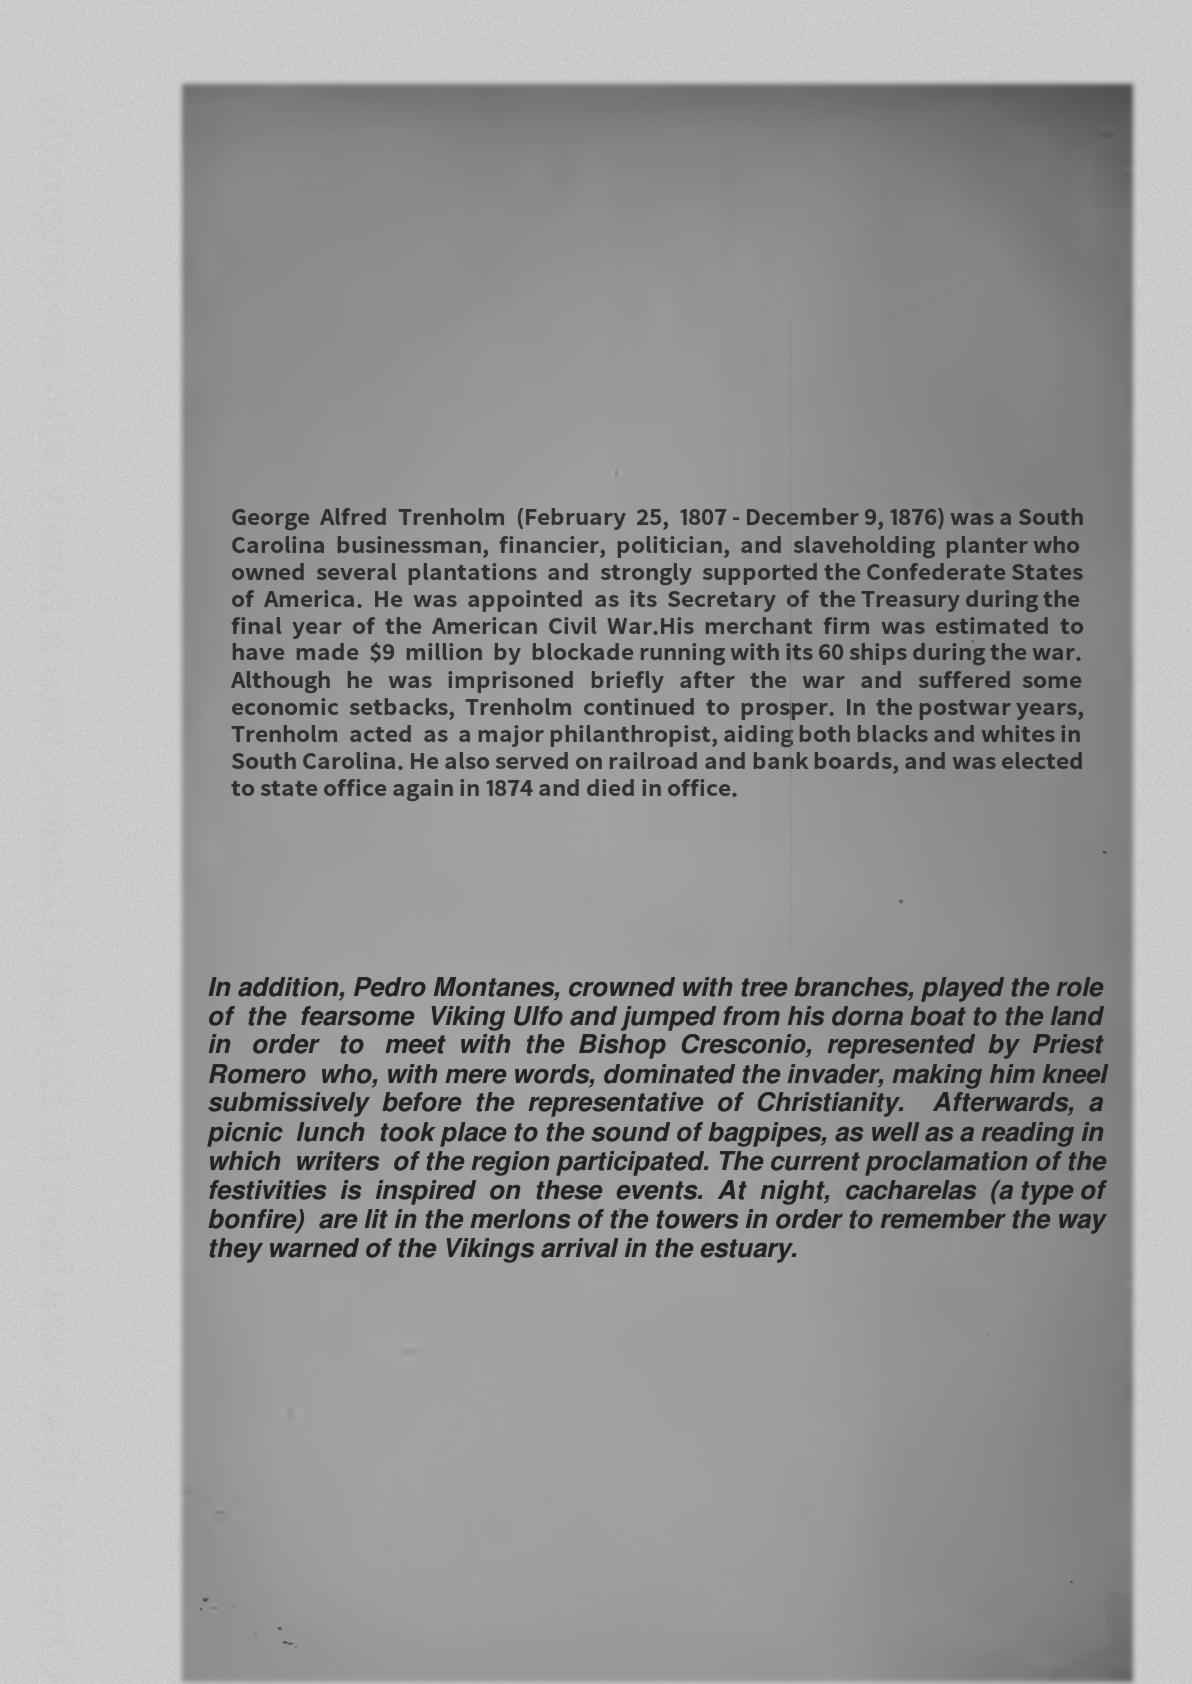 George Alfred Trenholm (February 25, 1807 - December 9, 1876) was a South
Carolina businessman, financier, politician, and slaveholding planter who
owned several plantations and strongly supported the Confederate States
of America. He was appointed as its Secretary of the Treasury during the
final year of the American Civil War.His merchant firm was estimated to
have made $9 million by blockade running with its 60 ships during the war.
Although he was imprisoned briefly after the war and suffered some
economic setbacks, Trenholm continued to prosper. In the postwar years,
Trenholm acted as a major philanthropist, aiding both blacks and whites in
South Carolina. He also served on railroad and bank boards, and was elected
to state office again in 1874 and died in office.
In addition, Pedro Montanes, crowned with tree branches, played the role
of the fearsome Viking Ulfo and jumped from his dorna boat to the land
in order to meet with the Bishop Cresconio, represented by Priest
Romero who, with mere words, dominated the invader, making him kneel
submissively before the representative of Christianity. Afterwards, a
picnic lunch took place to the sound of bagpipes, as well as a reading in
which writers of the region participated. The current proclamation of the
festivities is inspired on these events. At night, cacharelas (a type of
bonfire) are lit in the merlons of the towers in order to remember the way
they warned of the Vikings arrival in the estuary.